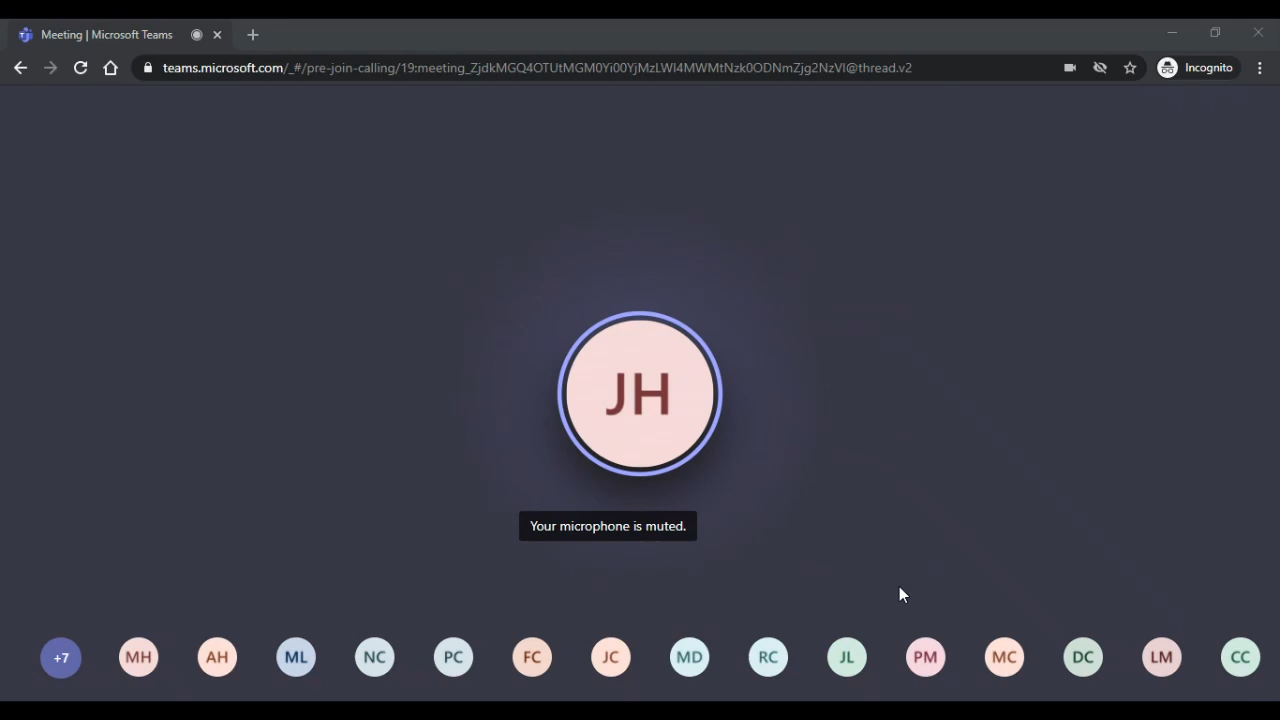 Meeting | Microsoft Teams
teams.microsoft.com/_#/pre-join-calling/19:meeting_ZjdkMGQ4OTUtMGM0Yi00YjMzLWI4MWMtNzk0ODNmZjg2NzVl@thread.v2
Incognito
JH
Your microphone is muted.
+7 MH AH ML NC PC FC JC MD RC JL PM MC DC LM CC